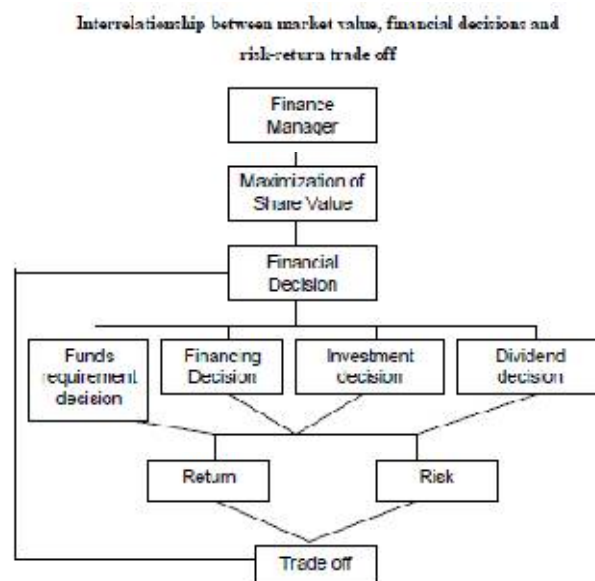 Interrelationship between market value, financial decisions and
risk-return trade off
Finance
Manager
Maximization of
Share Value
Financial
Decision
Funds
requirement
decision
Financing
Decision
Investment
decision
Dividend
decision
Return
Risk
Trade off